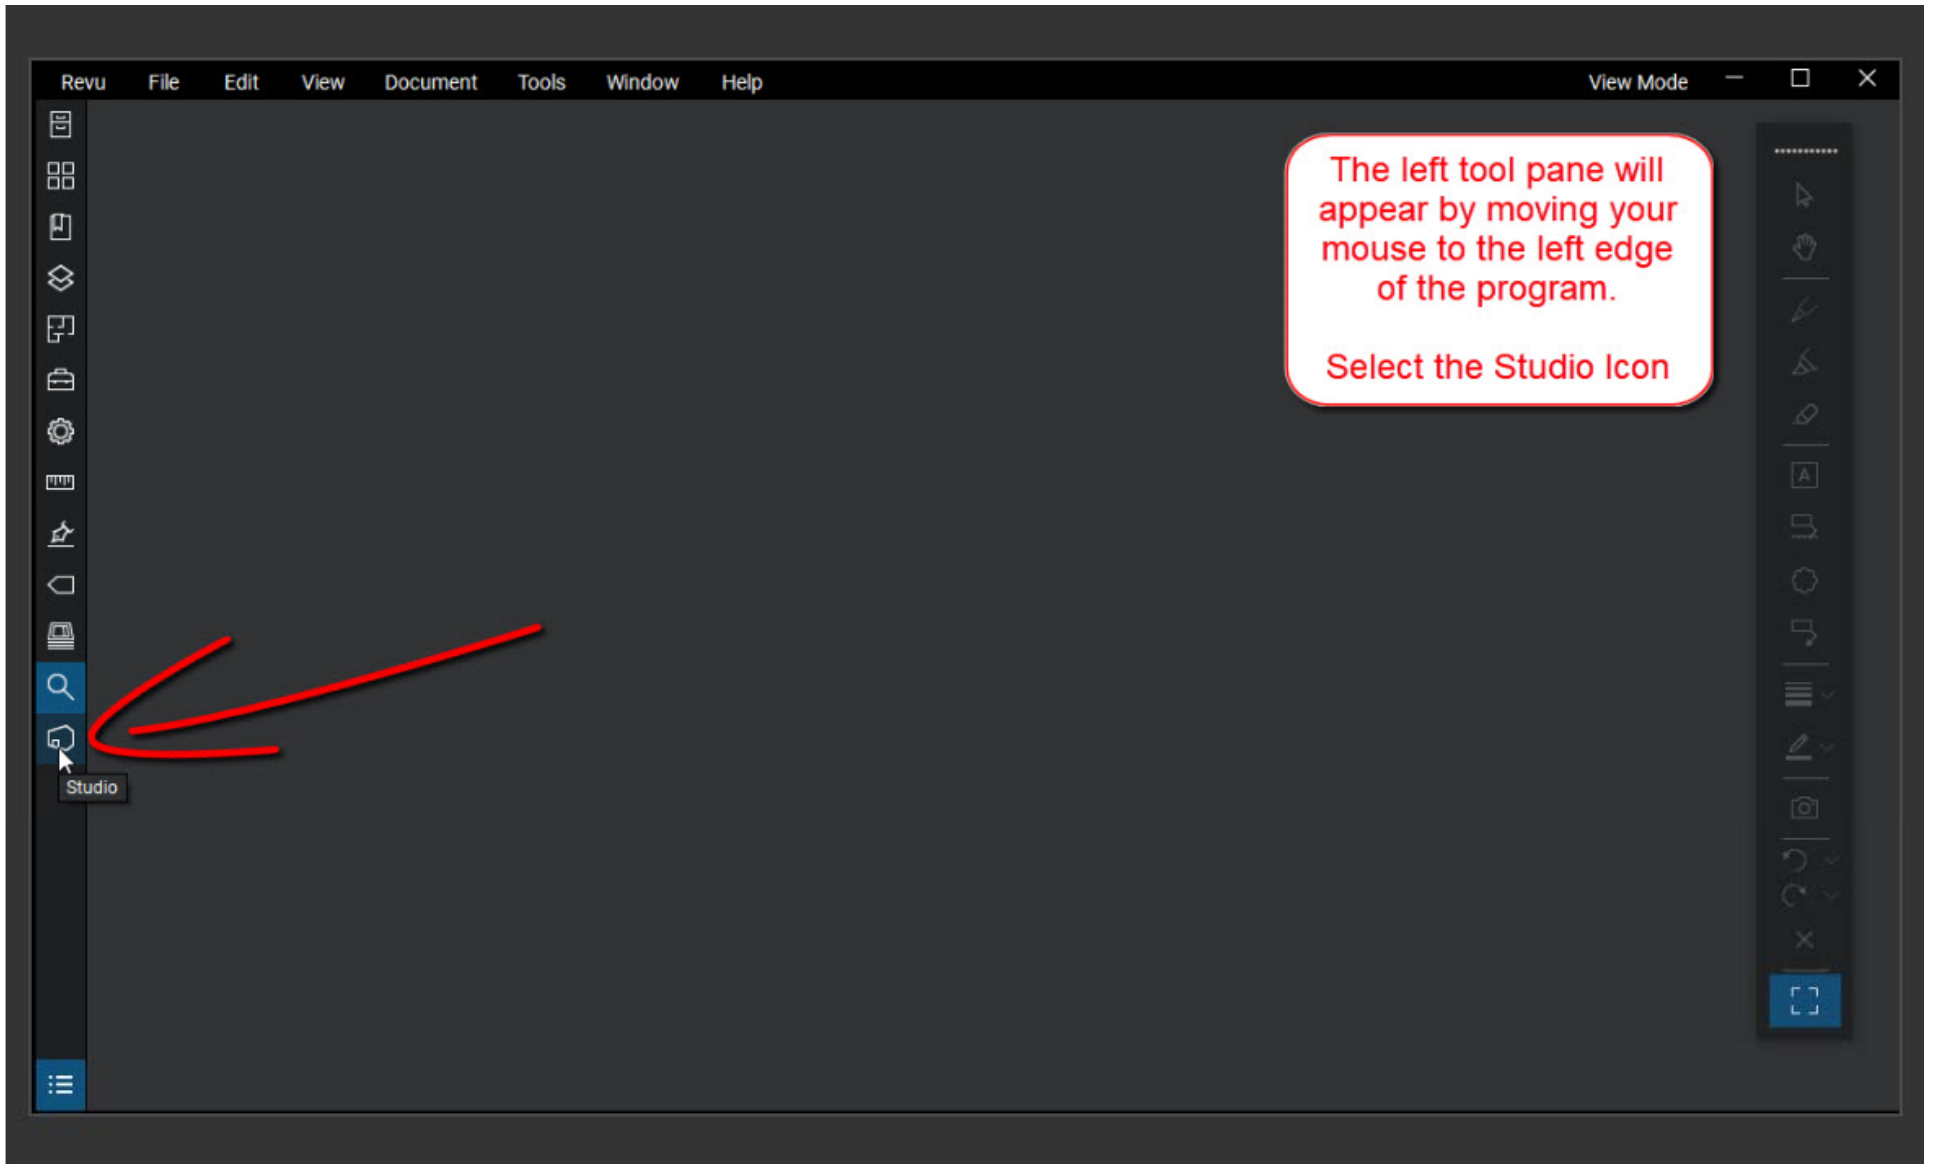 Revu File Edit View Document Tools Window Help View Mode
The left tool pane will
appear by moving your
mouse to the left edge
of the program.
Select the Studio Icon
A
Studio